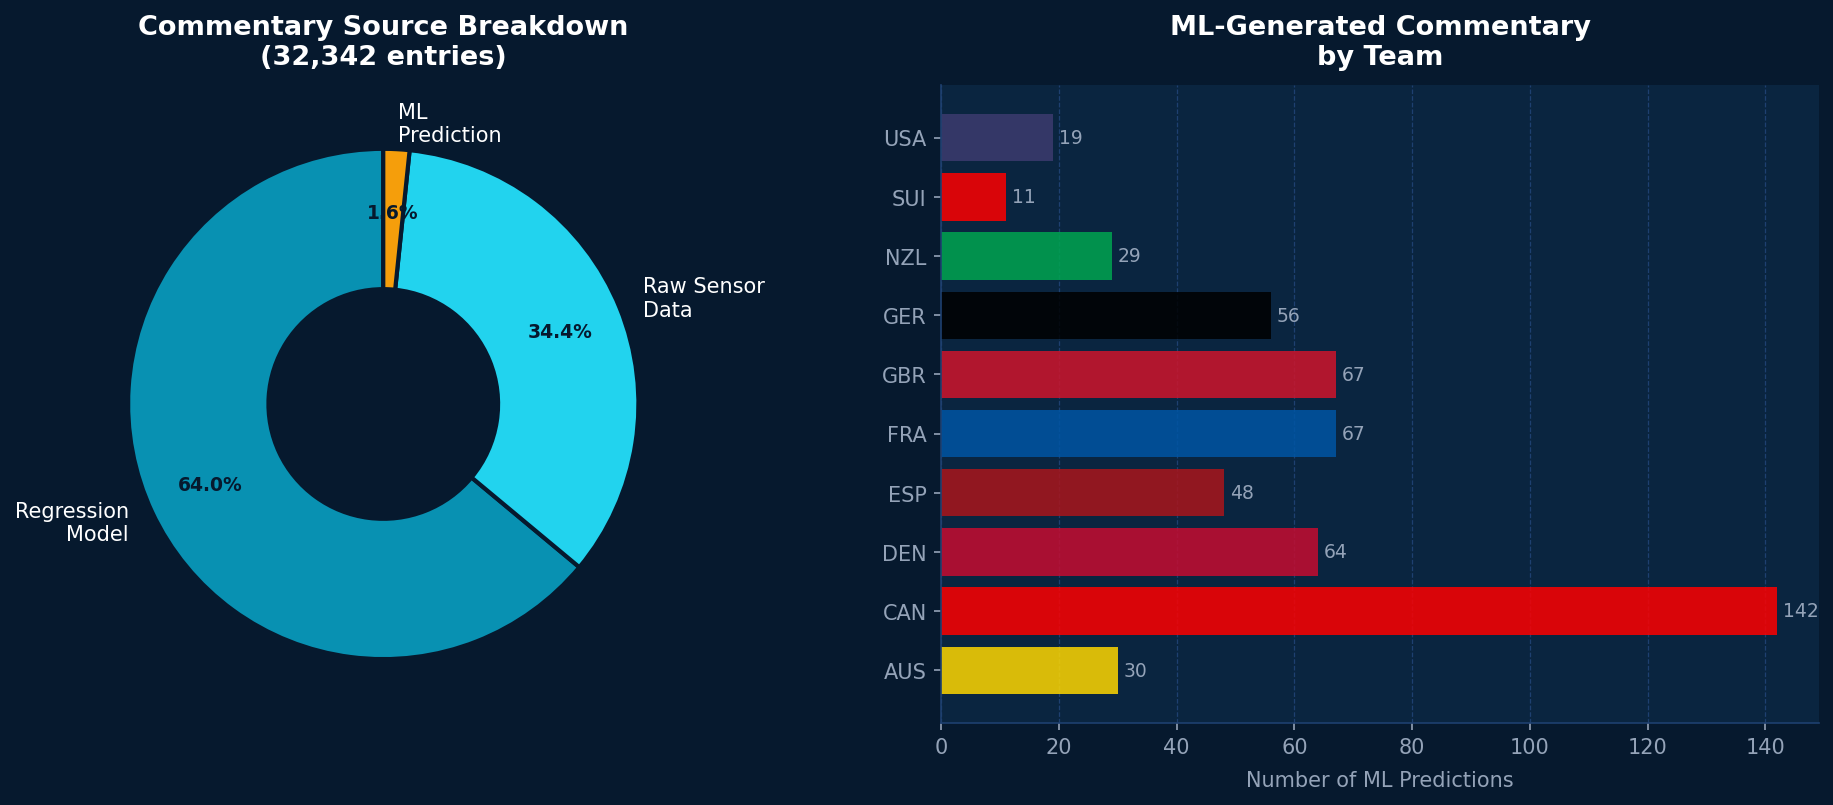 Commentary Source Breakdown
(32,342 entries)
ML
Prediction
1.6%
Raw Sensor
Data
34.4%
64.0%
Regression
Model
ML-Generated Commentary
by Team
USA
19
SUI
11
NZL
29
GER
56
GBR
67
FRA
67
ESP
48
DEN
64
CAN
142
AUS
30
0 20 40 60 80 100 120 140
Number of ML Predictions